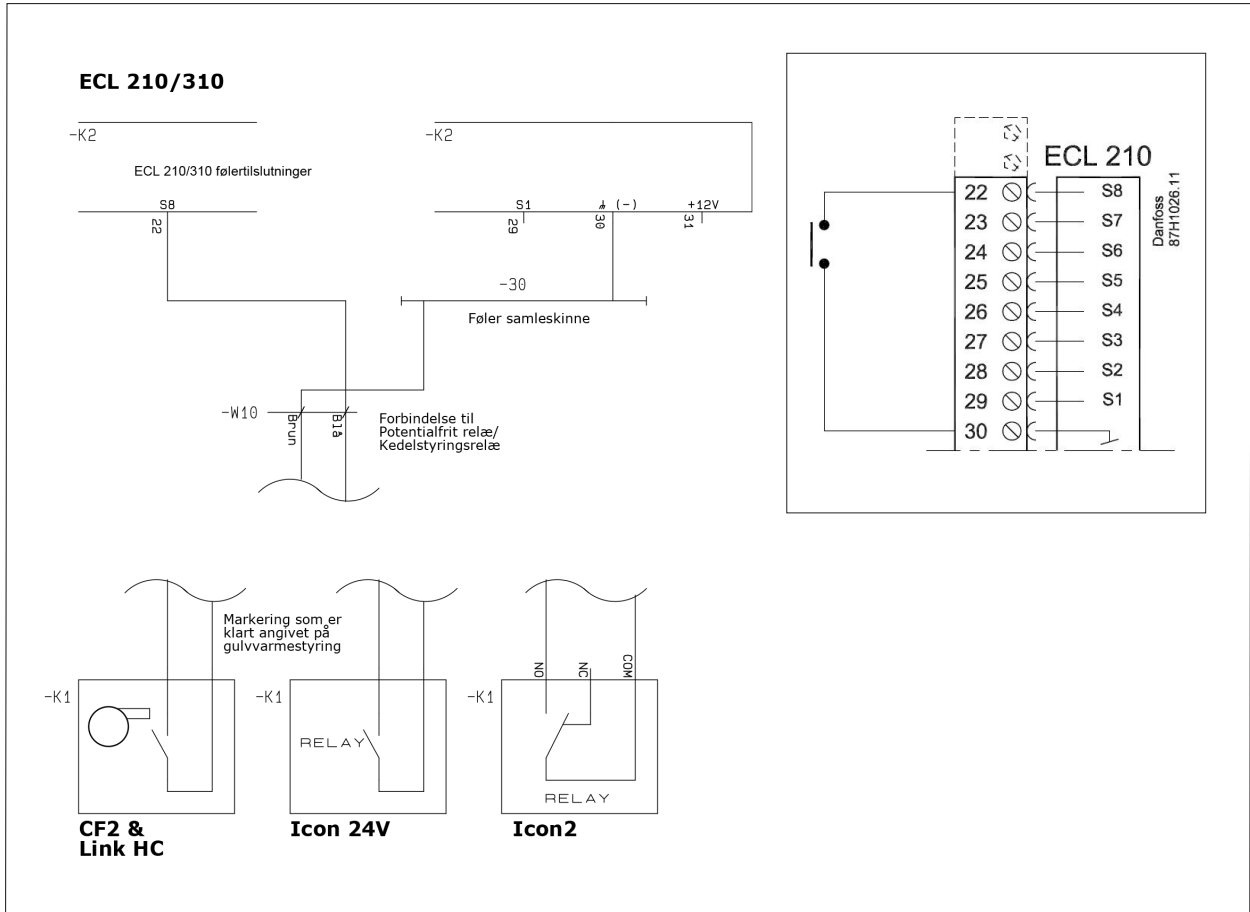 ECL 210/310
-K2
ECL 210/310 følertilslutninger
S8
22
-K2
S1
(-)
+12V
29
30
31
-30
Føler samleskinne
-W10
Brun
Blå
Forbindelse til
Potentialfrit relæ/
Kedelstyringsrelæ
ECL 210
Danfoss
87H1026.11
22 S8
23 S7
24 S6
25 S5
26 S4
27 S3
28 S2
29 S1
30
Markering som er
klart angivet på
gulvvarmestyring
-K1
CF2 &
Link HC
-K1
RELAY
Icon 24V
NO
NC
COM
-K1
RELAY
Icon2